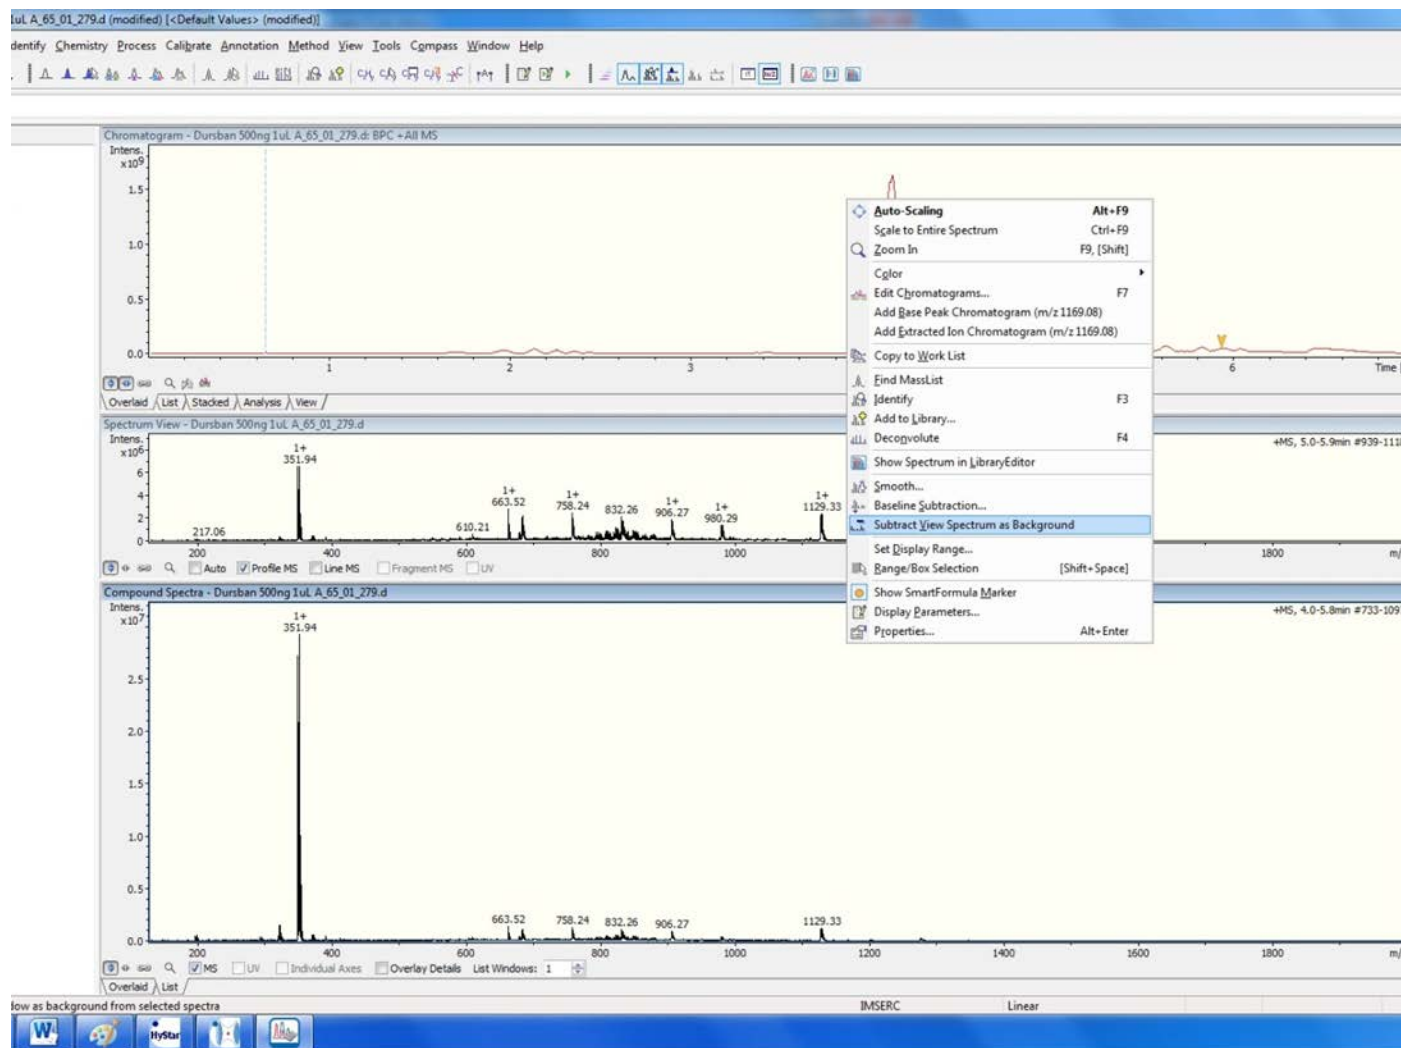 1uL A_65_01_279.d (modified) [<Default Values> (modified)]
dentify Chemistry Process Calibrate Annotation Method View Tools Compass Window Help
Chromatogram - Dursban 500ng 1uL A_65_01_279.d: BPC +All MS
Intens.
x10^9
1.5
1.0
0.5
0.0
1 2 3 6 Time [
Overlaid List Stacked Analysis View
Auto-Scaling Alt+F9
Scale to Entire Spectrum Ctrl+F9
Zoom In F9, [Shift]
Color
Edit Chromatograms... F7
Add Base Peak Chromatogram (m/z 1169.08)
Add Extracted Ion Chromatogram (m/z 1169.08)
Copy to Work List
Find MassList
Identify F3
Add to Library...
Deconvolute F4
Show Spectrum in LibraryEditor
Smooth...
Baseline Subtraction...
Subtract View Spectrum as Background
Set Display Range...
Range/Box Selection [Shift+Space]
Show SmartFormula Marker
Display Parameters...
Properties... Alt+Enter
Spectrum View - Dursban 500ng 1uL A_65_01_279.d
Intens.
x10^6
+MS, 5.0-5.9min #939-111
6
4
2
0
217.06
1+
351.94
610.21
1+
663.52
1+
758.24
832.26
1+
906.27
1+
980.29
1+
1129.33
200 400 600 800 1000 1800 m/
Auto Profile MS Line MS Fragment MS UV
Compound Spectra - Dursban 500ng 1uL A_65_01_279.d
Intens.
x10^7
+MS, 4.0-5.8min #733-109
1+
351.94
2.5
2.0
1.5
1.0
0.5
0.0
663.52 758.24 832.26 906.27 1129.33
200 400 600 800 1000 1200 1400 1600 1800 m/
MS UV Individual Axes Overlay Details List Windows: 1
Overlaid List
dow as background from selected spectra IMSERC Linear
W HyStar